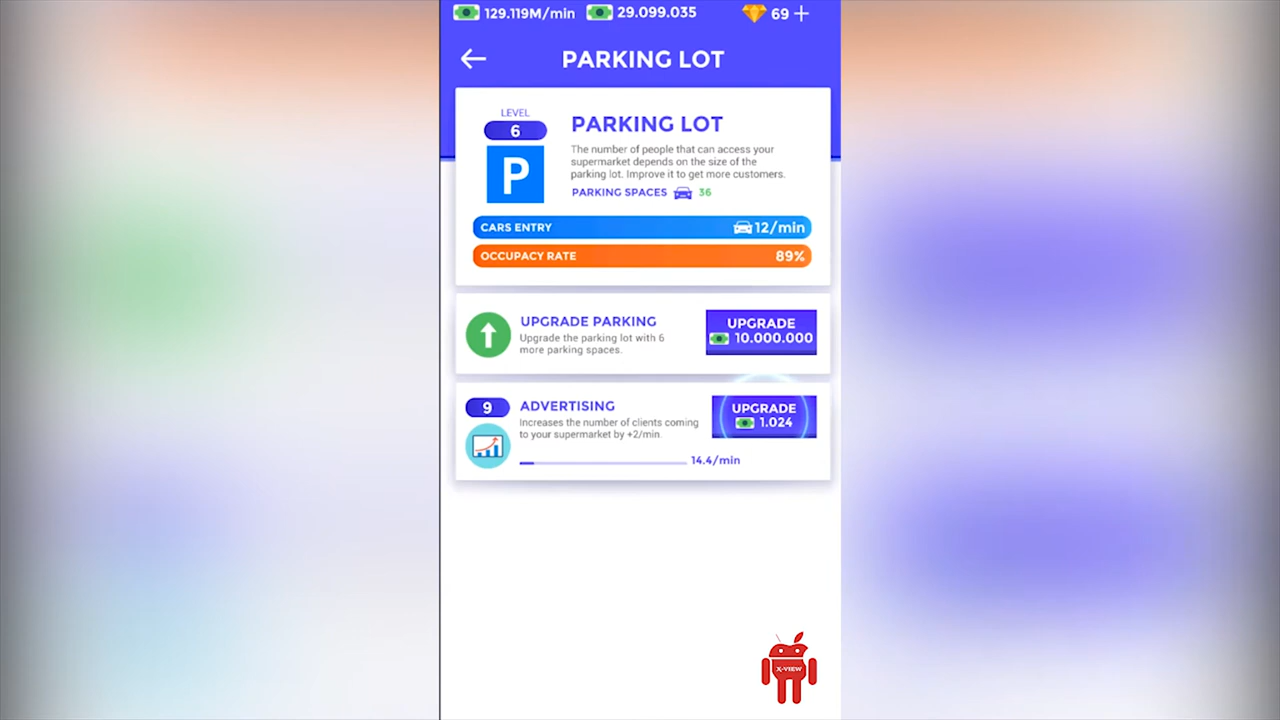 129.119M/min 29.099.035 69 +
PARKING LOT
LEVEL
6
P
PARKING LOT
The number of people that can access your
supermarket depends on the size of the
parking lot. Improve it to get more customers.
PARKING SPACES 36
CARS ENTRY 12/min
OCCUPANCY RATE 89%
UPGRADE PARKING
Upgrade the parking lot with 6
more parking spaces.
UPGRADE
10.000.000
9
ADVERTISING
Increases the number of clients coming
to your supermarket by +2/min.
14.4/min
UPGRADE
1.024
X-VIEW